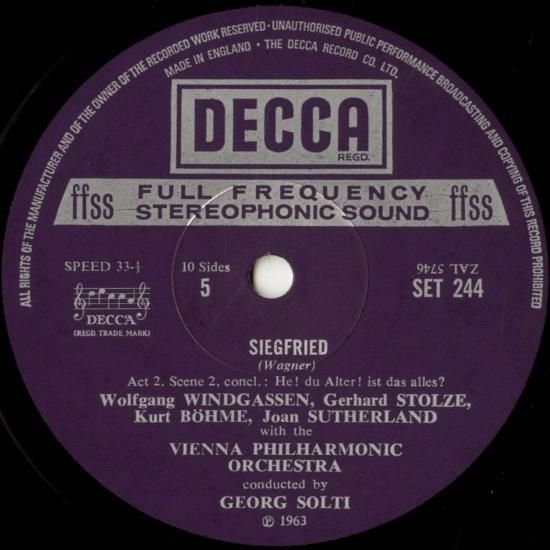 ALL RIGHTS OF THE MANUFACTURER AND OF THE OWNER OF THE RECORDED WORK RESERVED · UNAUTHORISED PUBLIC PERFORMANCE BROADCASTING AND COPYING OF THIS RECORD PROHIBITED
MADE IN ENGLAND · THE DECCA RECORD CO. LTD.
DECCA
REGD.
ffss FULL FREQUENCY ffss
STEREOPHONIC SOUND
SPEED 33-⅓
10 Sides
5
ZAL 5746
SET 244
DECCA
(REGD. TRADE MARK)
SIEGFRIED
(Wagner)
Act 2, Scene 2, concl.: He! du Alter! ist das alles?
Wolfgang WINDGASSEN, Gerhard STOLZE,
Kurt BÖHME, Joan SUTHERLAND
with the
VIENNA PHILHARMONIC
ORCHESTRA
conducted by
GEORG SOLTI
℗ 1963